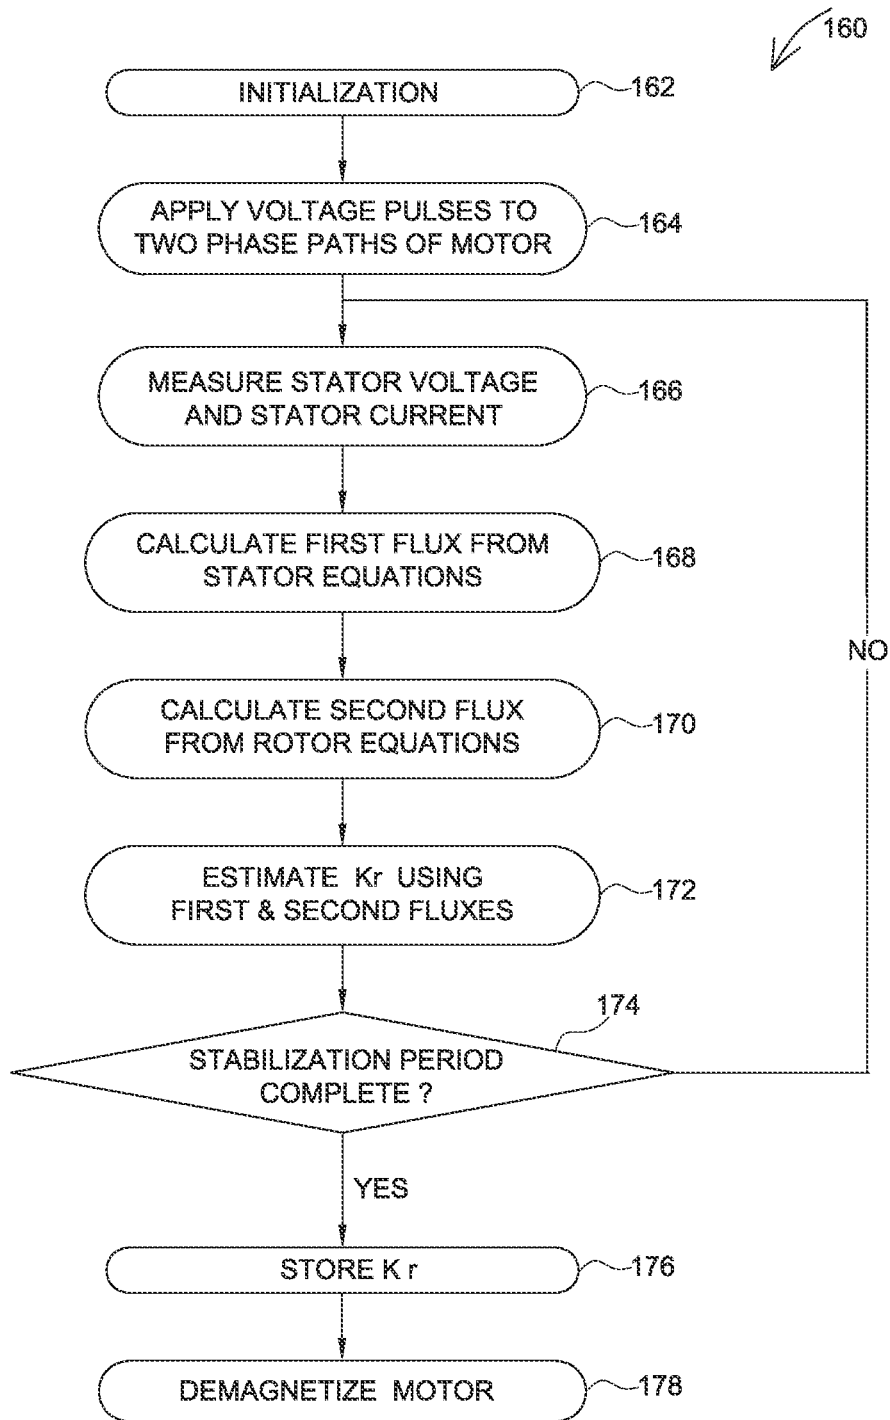 160
INITIALIZATION
162
APPLY VOLTAGE PULSES TO
TWO PHASE PATHS OF MOTOR
164
MEASURE STATOR VOLTAGE
AND STATOR CURRENT
166
CALCULATE FIRST FLUX FROM
STATOR EQUATIONS
168
NO
CALCULATE SECOND FLUX
FROM ROTOR EQUATIONS
170
ESTIMATE Kr USING
FIRST & SECOND FLUXES
172
174
STABILIZATION PERIOD
COMPLETE ?
YES
STORE K r
176
DEMAGNETIZE MOTOR
178